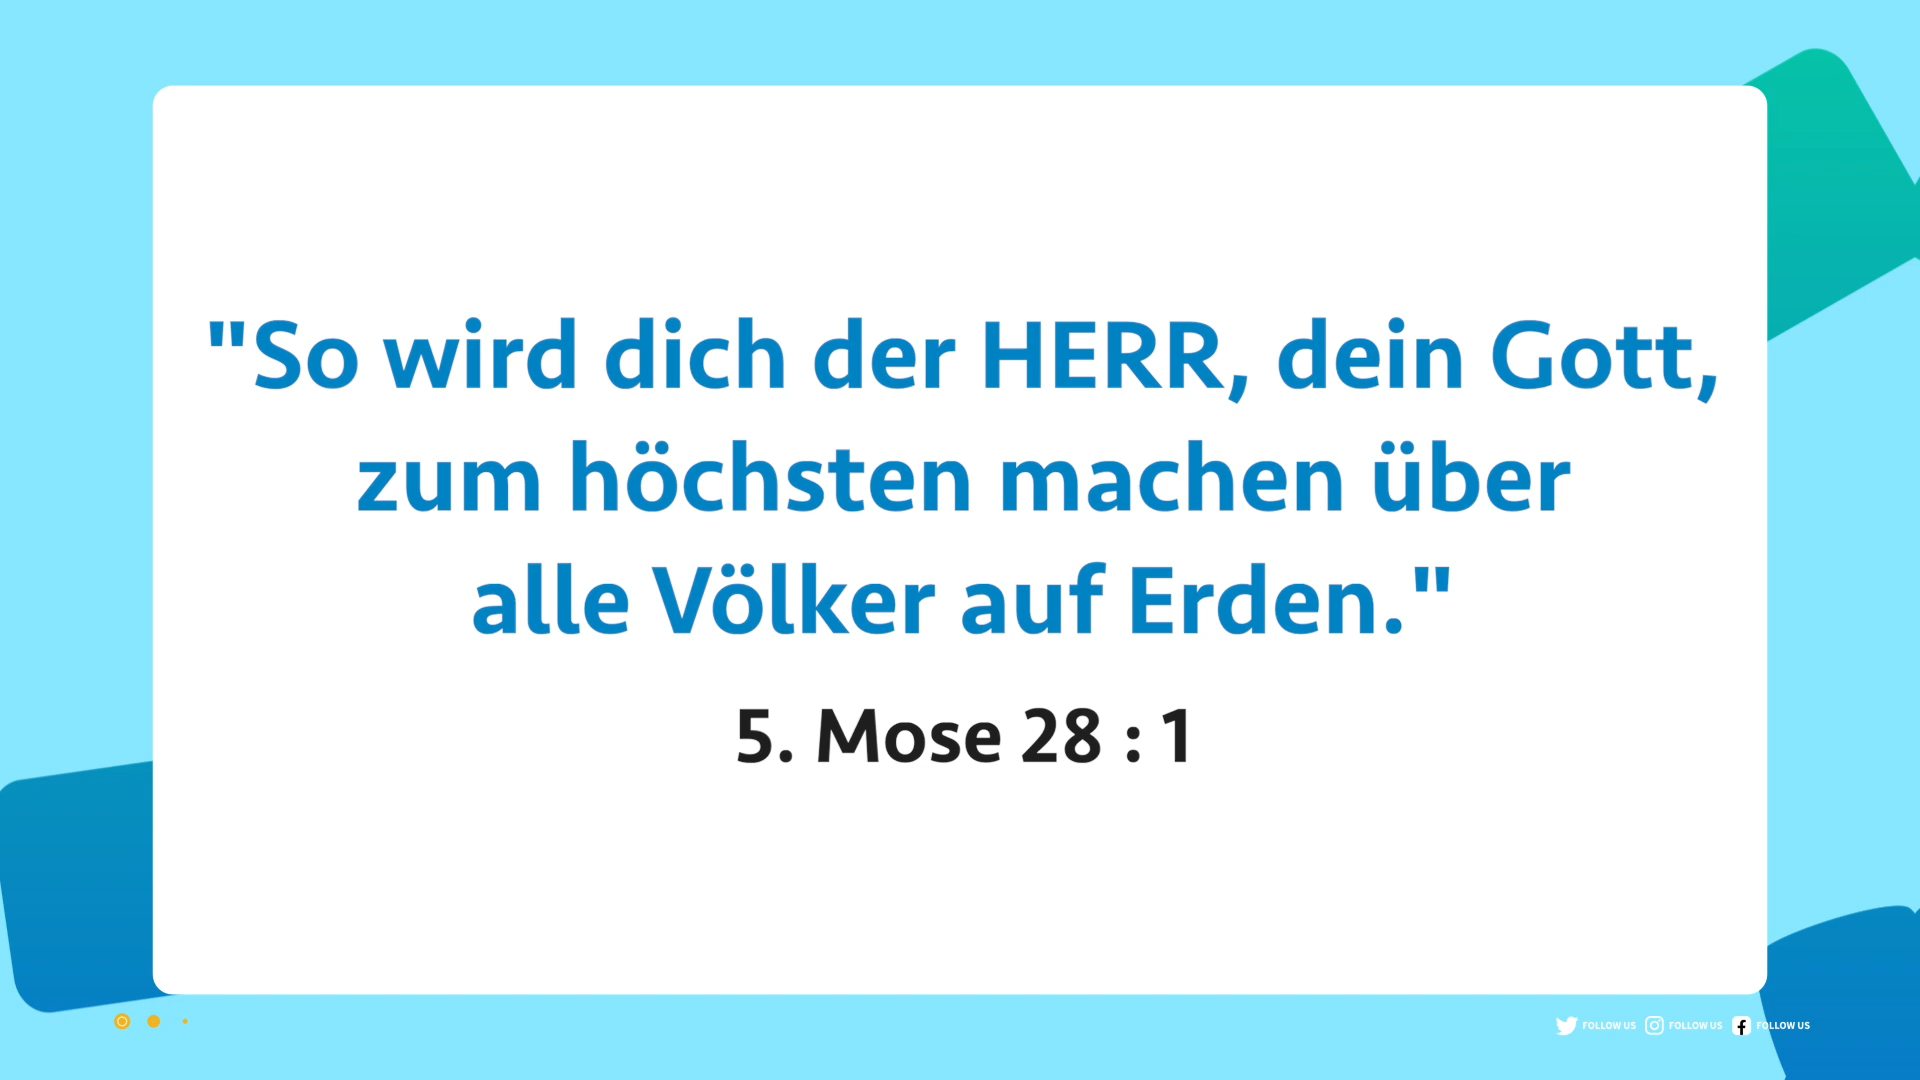 "So wird dich der HERR, dein Gott,
zum höchsten machen über
alle Völker auf Erden."
5. Mose 28 : 1
FOLLOW US FOLLOW US FOLLOW US